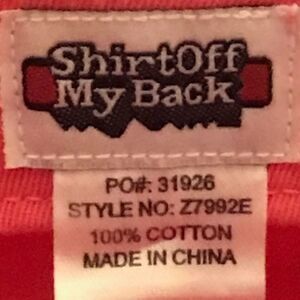 ShirtOff
My Back
PO#: 31926
STYLE NO: Z7992E
100% COTTON
MADE IN CHINA